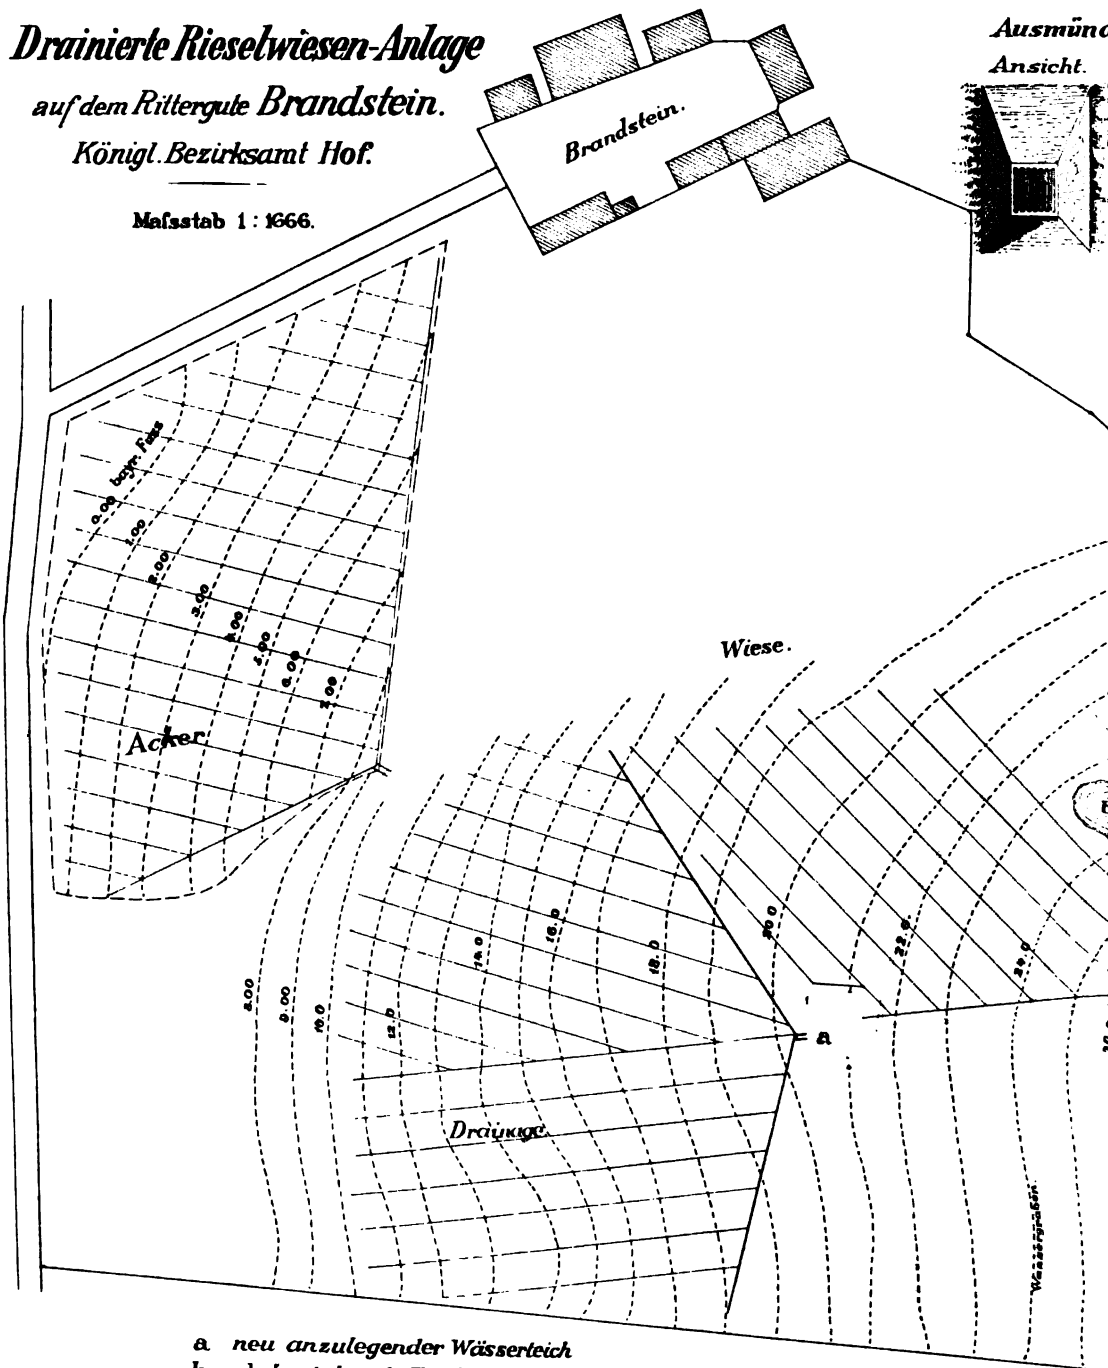 Drainierte Rieselwiesen-Anlage
auf dem Rittergute Brandstein.
Königl. Bezirksamt Hof.
Maſsstab 1 : 1666.
Brandstein.
Ansicht.
0.00 bayr. Fuss
1.00
2.00
3.00
4.00
5.00
6.00
7.00
Acker
Wiese.
8.00
9.00
10.0
12.0
14.0
16.0
18.0
20.0
22.0
24.0
a
Drainage.
Wassergraben.
a neu anzulegender Wässerteich